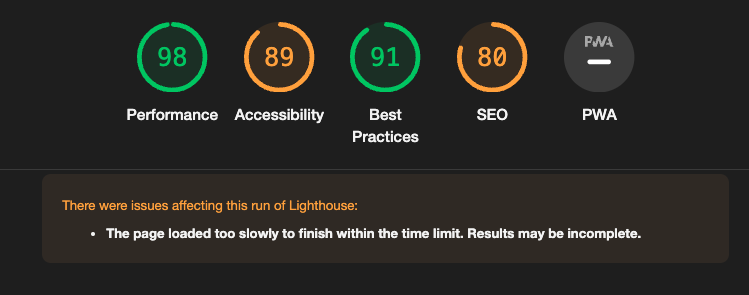 98 89 91 80 PWA
Performance Accessibility Best Practices SEO PWA
There were issues affecting this run of Lighthouse:
• The page loaded too slowly to finish within the time limit. Results may be incomplete.